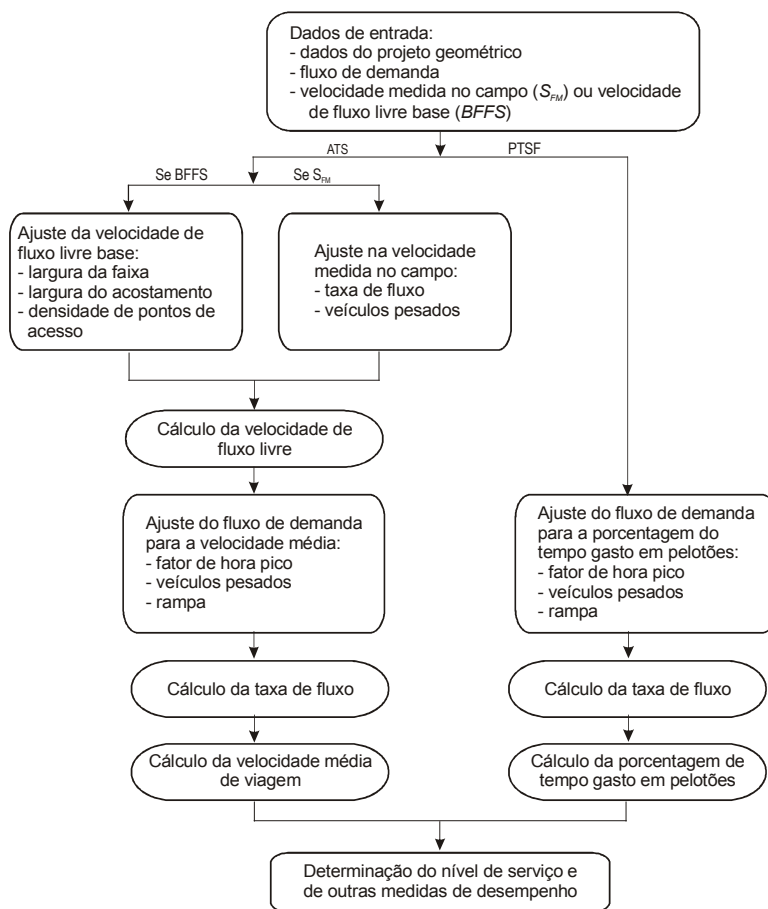 Dados de entrada:
- dados do projeto geométrico
- fluxo de demanda
- velocidade medida no campo (S_FM) ou velocidade
de fluxo livre base (BFFS)
ATS
PTSF
Se BFFS
Se S_FM
Ajuste da velocidade de
fluxo livre base:
- largura da faixa
- largura do acostamento
- densidade de pontos de
acesso
Ajuste na velocidade
medida no campo:
- taxa de fluxo
- veículos pesados
Cálculo da velocidade de
fluxo livre
Ajuste do fluxo de demanda
para a velocidade média:
- fator de hora pico
- veículos pesados
- rampa
Ajuste do fluxo de demanda
para a porcentagem do
tempo gasto em pelotões:
- fator de hora pico
- veículos pesados
- rampa
Cálculo da taxa de fluxo
Cálculo da taxa de fluxo
Cálculo da velocidade média
de viagem
Cálculo da porcentagem de
tempo gasto em pelotões
Determinação do nível de serviço e
de outras medidas de desempenho